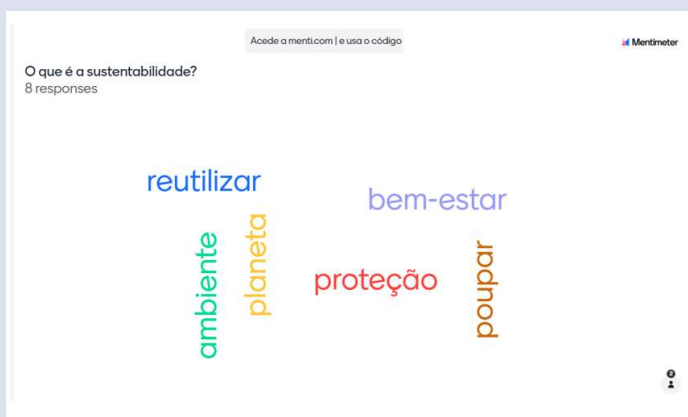 Acede a menti.com | e usa o código
Mentimeter
O que é a sustentabilidade?
8 responses
reutilizar
bem-estar
ambiente
planeta
proteção
poupar